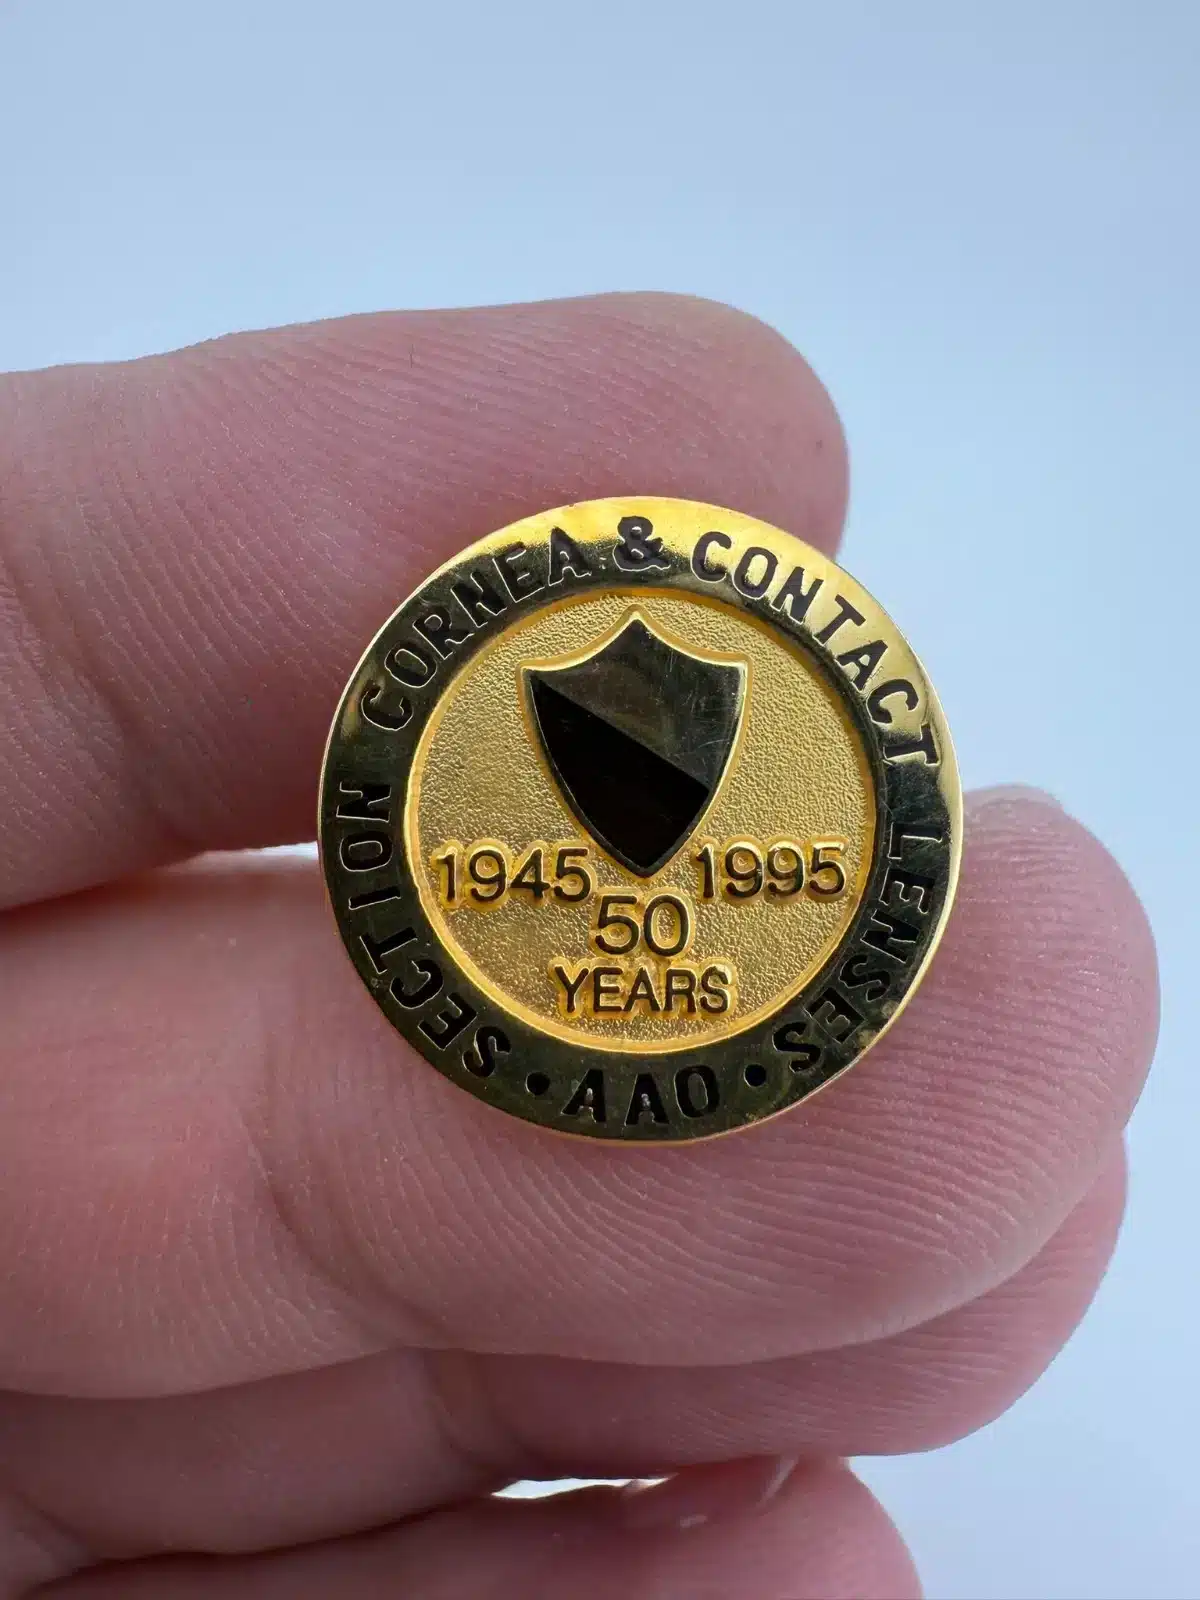 SECTION CORNEA & CONTACT LENSES
1945 1995
50
YEARS
• AAO •